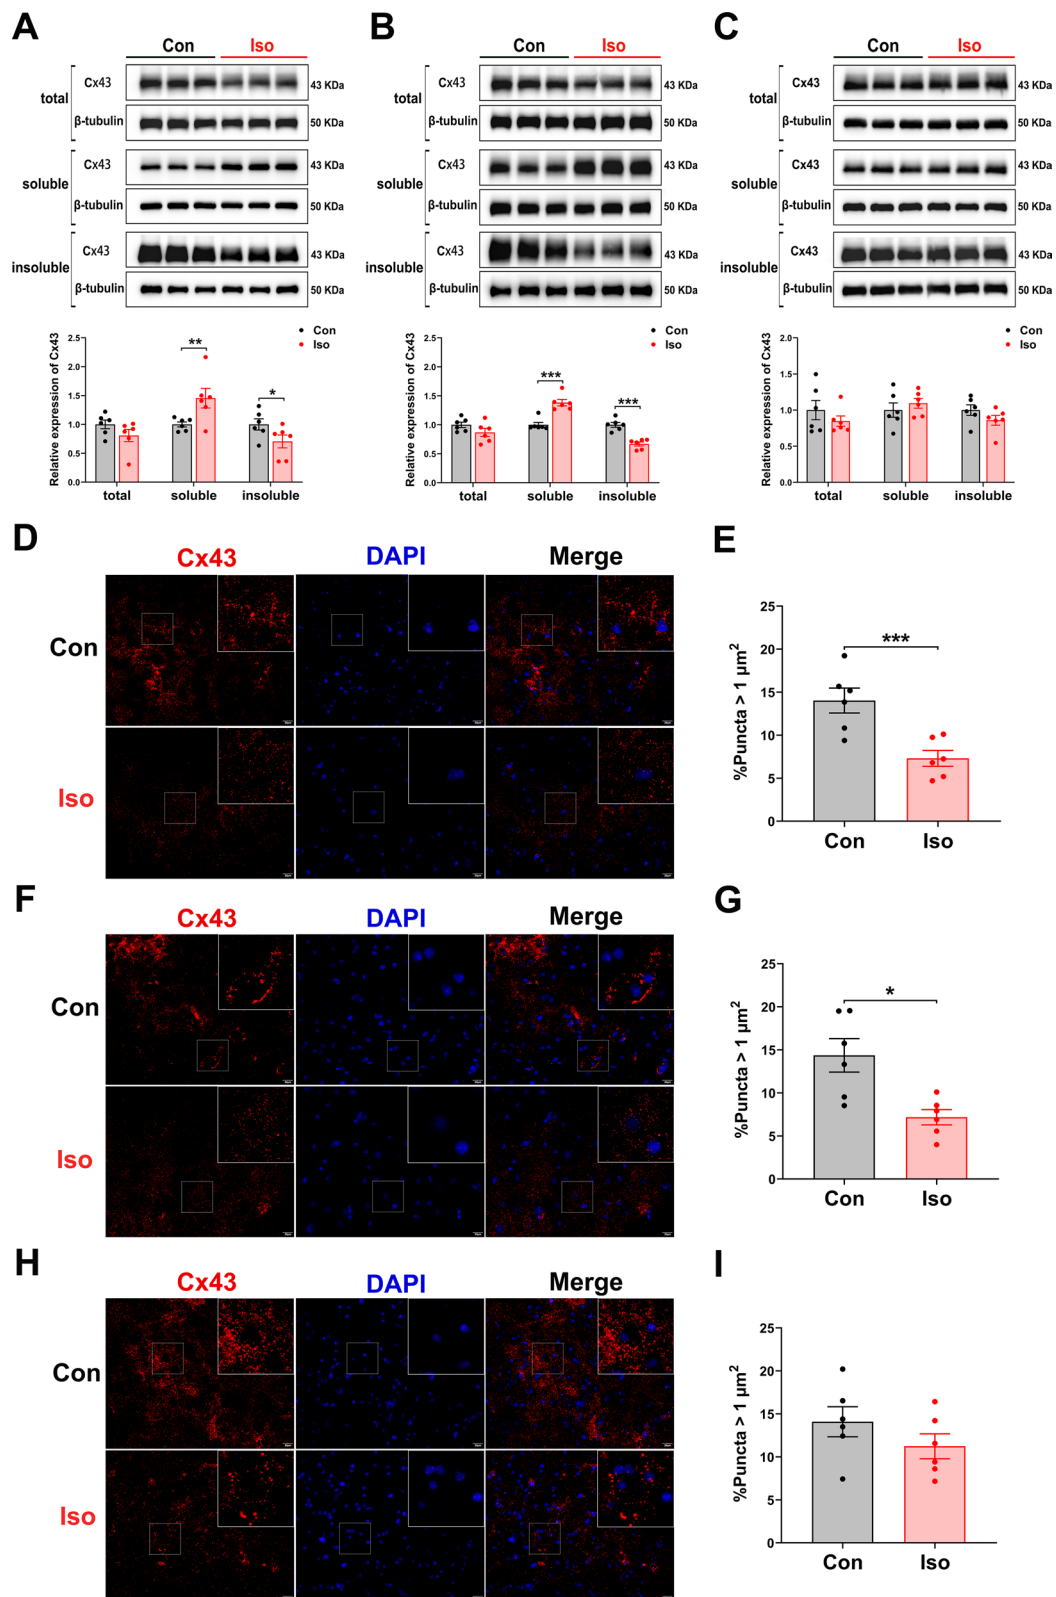 A
Con Iso
total
Cx43 43 KDa
β-tubulin 50 KDa
soluble
Cx43 43 KDa
β-tubulin 50 KDa
insoluble
Cx43 43 KDa
β-tubulin 50 KDa
Relative expression of Cx43
2.5
2.0
1.5
1.0
0.5
0.0
** *
Con
Iso
total soluble insoluble
B
Con Iso
total
Cx43 43 KDa
β-tubulin 50 KDa
soluble
Cx43 43 KDa
β-tubulin 50 KDa
insoluble
Cx43 43 KDa
β-tubulin 50 KDa
Relative expression of Cx43
2.5
2.0
1.5
1.0
0.5
0.0
*** ***
Con
Iso
total soluble insoluble
C
Con Iso
total
Cx43 43 KDa
β-tubulin 50 KDa
soluble
Cx43 43 KDa
β-tubulin 50 KDa
insoluble
Cx43 43 KDa
β-tubulin 50 KDa
Relative expression of Cx43
2.5
2.0
1.5
1.0
0.5
0.0
Con
Iso
total soluble insoluble
D
Cx43 DAPI Merge
Con
Iso
E
%Puncta > 1 μm²
25
20
15
10
5
0
***
Con Iso
F
Cx43 DAPI Merge
Con
Iso
G
%Puncta > 1 μm²
25
20
15
10
5
0
*
Con Iso
H
Cx43 DAPI Merge
Con
Iso
I
%Puncta > 1 μm²
25
20
15
10
5
0
Con Iso